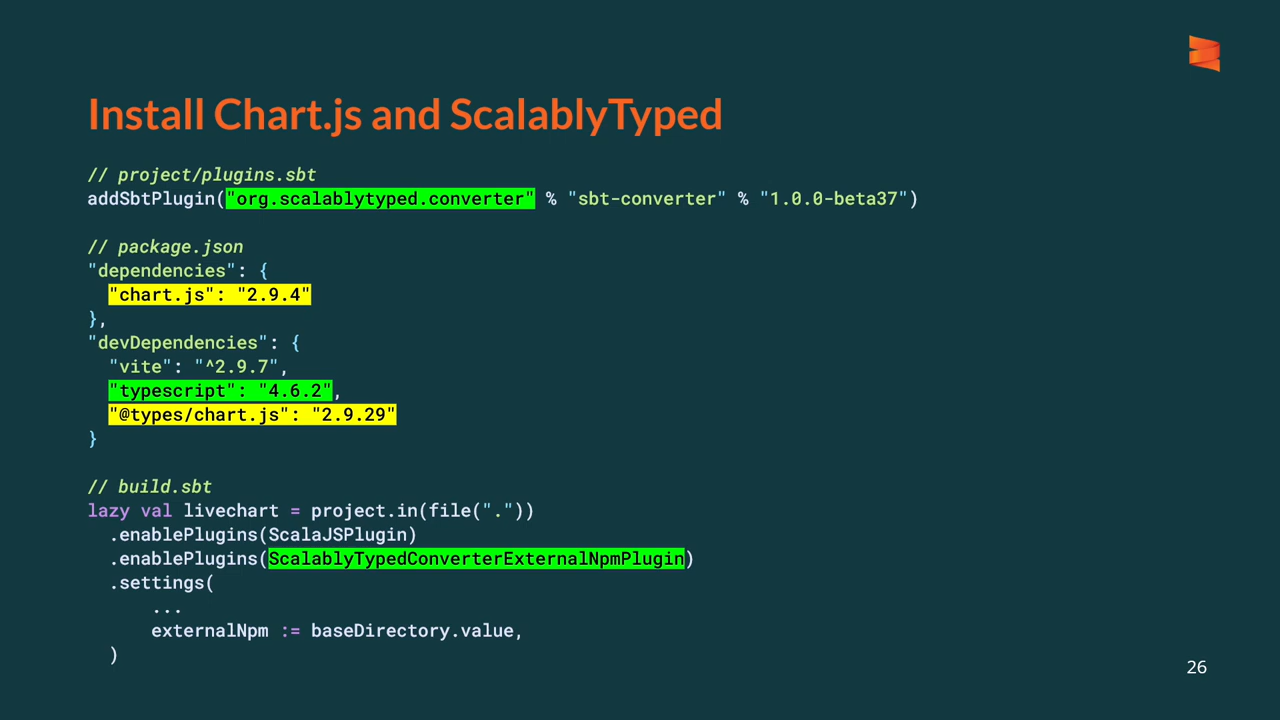 Install Chart.js and ScalablyTyped
// project/plugins.sbt
addSbtPlugin("org.scalablytyped.converter" % "sbt-converter" % "1.0.0-beta37")
// package.json
"dependencies": {
  "chart.js": "2.9.4"
},
"devDependencies": {
  "vite": "^2.9.7",
  "typescript": "4.6.2",
  "@types/chart.js": "2.9.29"
}
// build.sbt
lazy val livechart = project.in(file("."))
  .enablePlugins(ScalaJSPlugin)
  .enablePlugins(ScalablyTypedConverterExternalNpmPlugin)
  .settings(
      ...
      externalNpm := baseDirectory.value,
  )
26